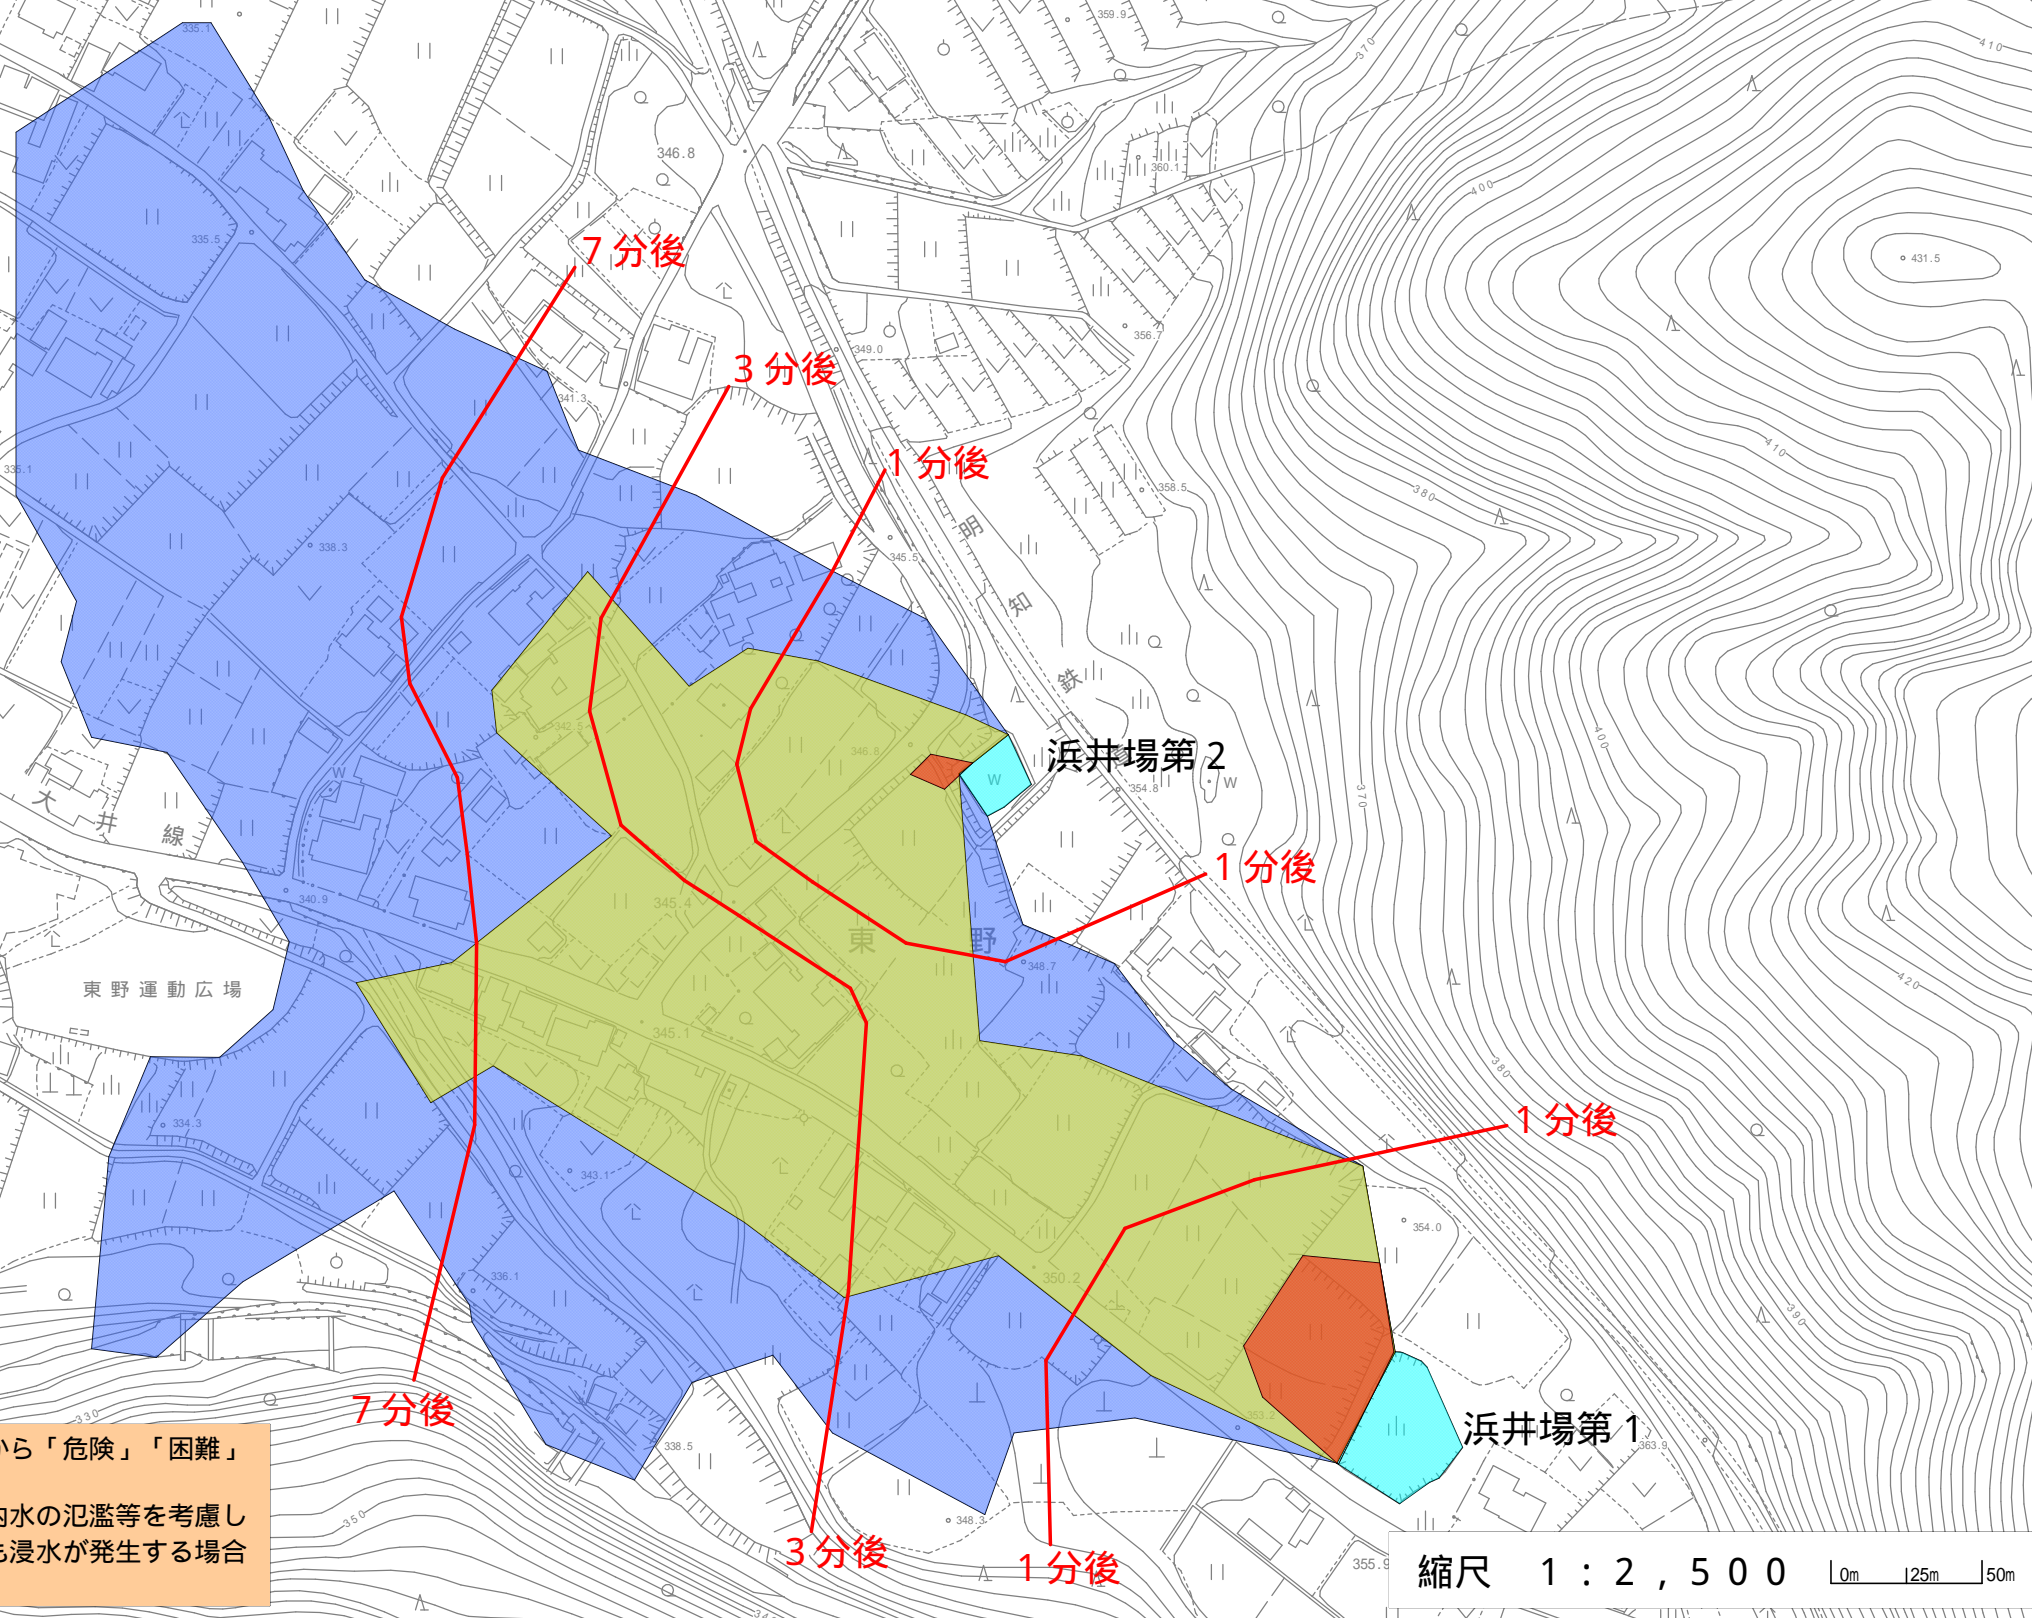 335.1
359.9
370
410
346.8
360.1
400
335.5
7 分後
431.5
356.7
349.0
3 分後
341.3
1 分後
410
335.1
358.5
380
明
345.5
338.3
知
鉄
342.5
400
346.8
浜井場第 2
W
W
W
354.8
370
大井線
1 分後
340.9
345.4
東野
348.7
420
東野運動広場
345.1
380
334.3
1 分後
343.1
354.0
336.1
350.2
390
7 分後
330
353.2
浜井場第 1
338.5
363.9
から「危険」「困難」
内水の氾濫等を考慮し
も浸水が発生する場合
350
348.3
3 分後
1 分後
355.9
縮尺 1:2,500
0m 25m 50m